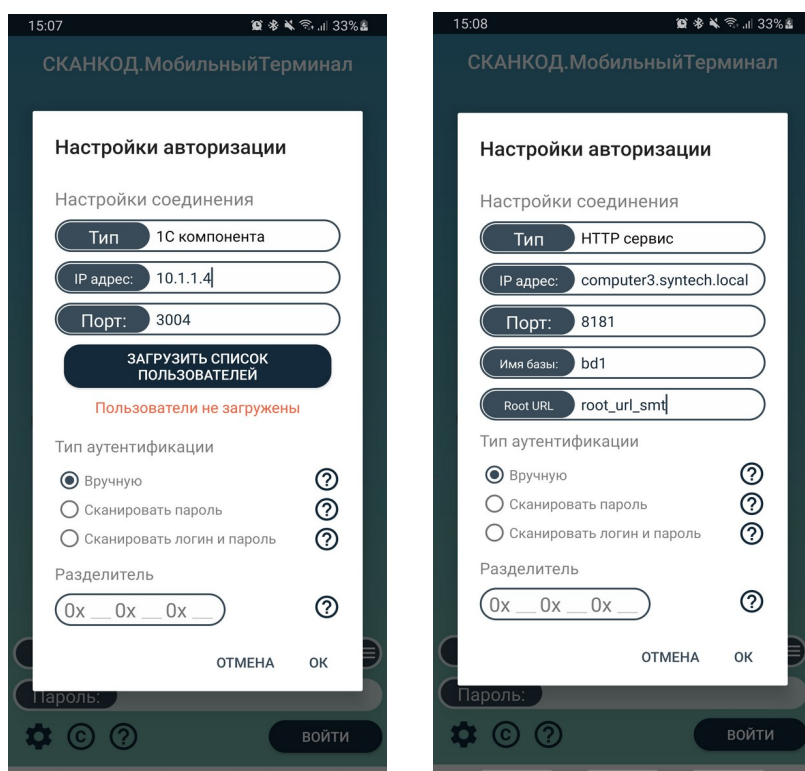 15:07 33%
СКАНКОД.МобильныйТерминал
Настройки авторизации
Настройки соединения
Тип 1С компонента
IP адрес: 10.1.1.4
Порт: 3004
ЗАГРУЗИТЬ СПИСОК
ПОЛЬЗОВАТЕЛЕЙ
Пользователи не загружены
Тип аутентификации
Вручную ?
Сканировать пароль ?
Сканировать логин и пароль ?
Разделитель
0x __ 0x __ 0x __ ?
ОТМЕНА ОК
Пароль:
© ? ВОЙТИ
15:08 33%
СКАНКОД.МобильныйТерминал
Настройки авторизации
Настройки соединения
Тип HTTP сервис
IP адрес: computer3.syntech.local
Порт: 8181
Имя базы: bd1
Root URL root_url_smt
Тип аутентификации
Вручную ?
Сканировать пароль ?
Сканировать логин и пароль ?
Разделитель
0x __ 0x __ 0x __ ?
ОТМЕНА ОК
Пароль:
© ? ВОЙТИ